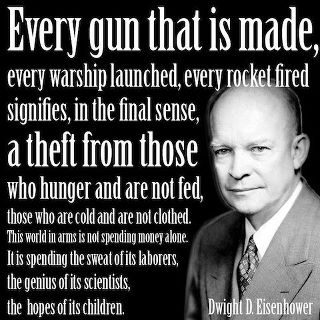 Every gun that is made,
every warship launched, every rocket fired
signifies, in the final sense,
a theft from those
who hunger and are not fed,
those who are cold and are not clothed.
This world in arms is not spending money alone.
It is spending the sweat of its laborers,
the genius of its scientists,
the hopes of its children.
Dwight D. Eisenhower